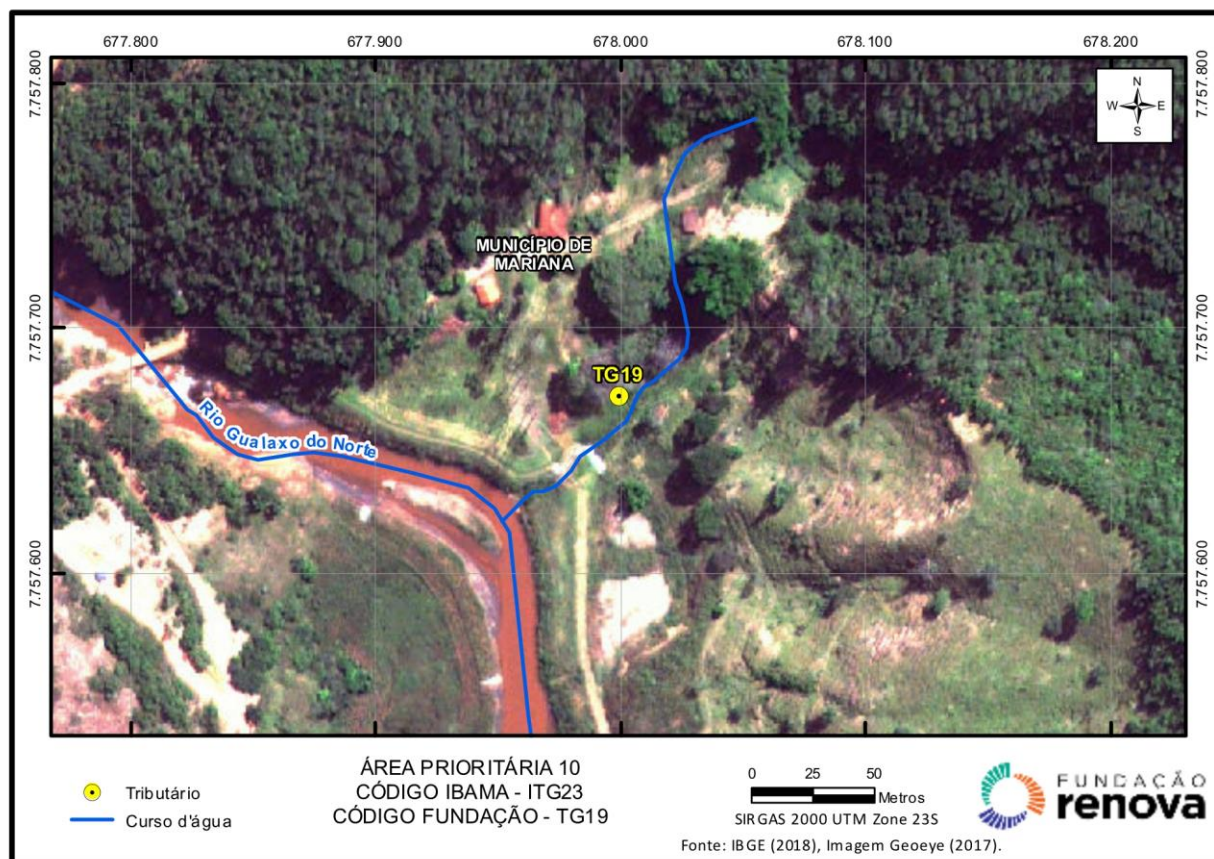 677.800 677.900 678.000 678.100 678.200
7.757.800 7.757.800
N
W E
S
MUNICÍPIO DE
MARIANA
7.757.700 7.757.700
TG19
Rio Gualaxo do Norte
7.757.600 7.757.600
Tributário
Curso d'água
ÁREA PRIORITÁRIA 10
CÓDIGO IBAMA - ITG23
CÓDIGO FUNDAÇÃO - TG19
0 25 50
Metros
SIRGAS 2000 UTM Zone 23S
Fonte: IBGE (2018), Imagem Geoeye (2017).
FUNDAÇÃO
renova